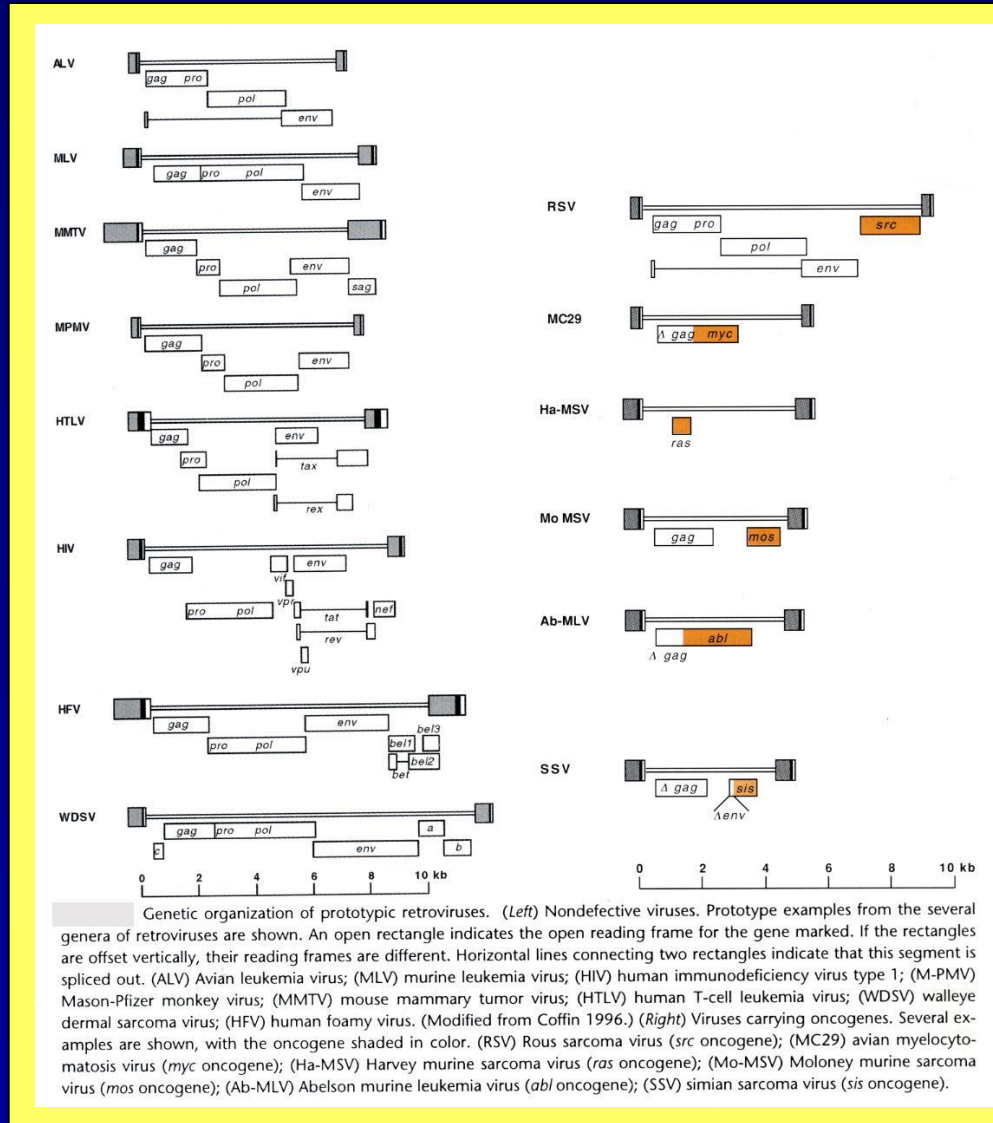 ALV
gag pro
pol
env
MLV
gag pro pol
env
MMTV
gag
pro
env
pol
sag
MPMV
gag
pro
env
pol
HTLV
gag
env
pro
tax
pol
rex
HIV
gag
vif
env
vpr
pro pol
tat
nef
rev
vpu
HFV
gag
env
bel3
pro pol
bel1
bel2
bet
WDSV
gag pro pol
a
c
env
b
0 2 4 6 8 10 kb
RSV
gag pro
src
pol
env
MC29
Δ gag myc
Ha-MSV
ras
Mo MSV
gag
mos
Ab-MLV
abl
Δ gag
SSV
Δ gag
sis
Δenv
0 2 4 6 8 10 kb
Genetic organization of prototypic retroviruses. (Left) Nondefective viruses. Prototype examples from the several
genera of retroviruses are shown. An open rectangle indicates the open reading frame for the gene marked. If the rectangles
are offset vertically, their reading frames are different. Horizontal lines connecting two rectangles indicate that this segment is
spliced out. (ALV) Avian leukemia virus; (MLV) murine leukemia virus; (HIV) human immunodeficiency virus type 1; (M-PMV)
Mason-Pfizer monkey virus; (MMTV) mouse mammary tumor virus; (HTLV) human T-cell leukemia virus; (WDSV) walleye
dermal sarcoma virus; (HFV) human foamy virus. (Modified from Coffin 1996.) (Right) Viruses carrying oncogenes. Several ex-
amples are shown, with the oncogene shaded in color. (RSV) Rous sarcoma virus (src oncogene); (MC29) avian myelocyto-
matosis virus (myc oncogene); (Ha-MSV) Harvey murine sarcoma virus (ras oncogene); (Mo-MSV) Moloney murine sarcoma
virus (mos oncogene); (Ab-MLV) Abelson murine leukemia virus (abl oncogene); (SSV) simian sarcoma virus (sis oncogene).